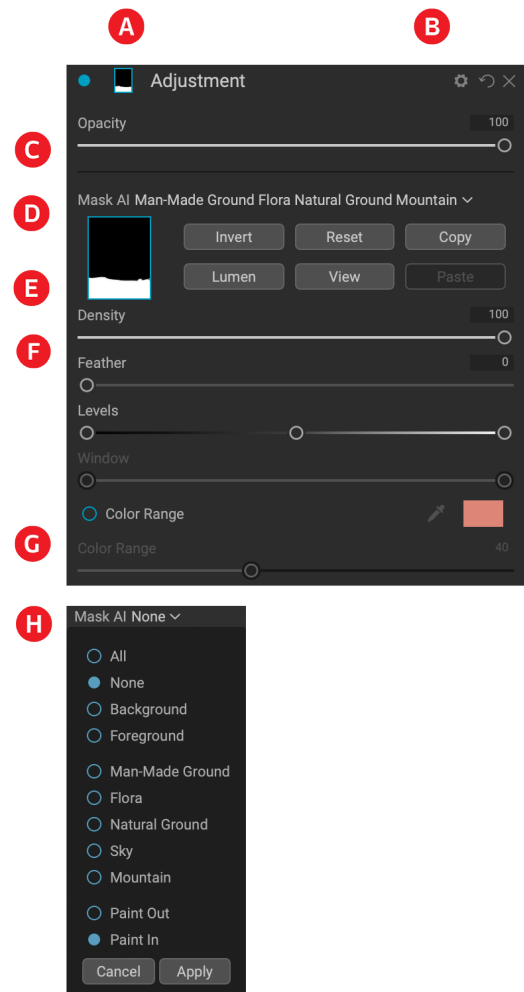 A B
Adjustment
Opacity 100
C
D
Mask AI Man-Made Ground Flora Natural Ground Mountain
Invert Reset Copy
E
Lumen View Paste
Density 100
F
Feather 0
Levels
Window
Color Range
G
Color Range 40
H
Mask AI None
All
None
Background
Foreground
Man-Made Ground
Flora
Natural Ground
Sky
Mountain
Paint Out
Paint In
Cancel Apply